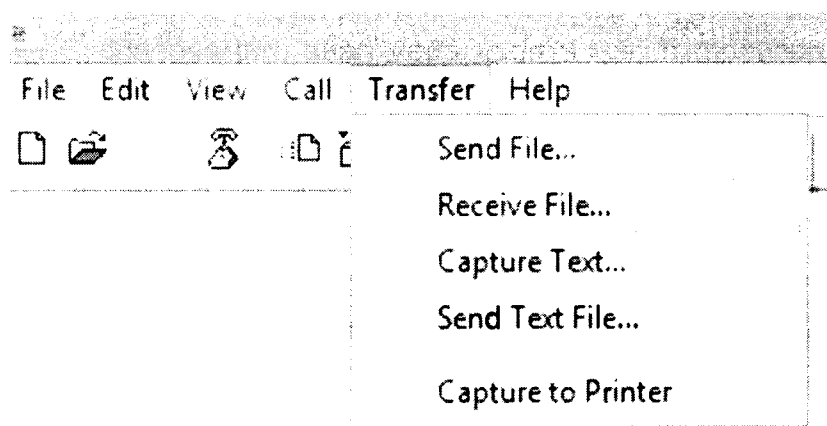 File Edit View Call Transfer Help
Send File...
Receive File...
Capture Text...
Send Text File...
Capture to Printer